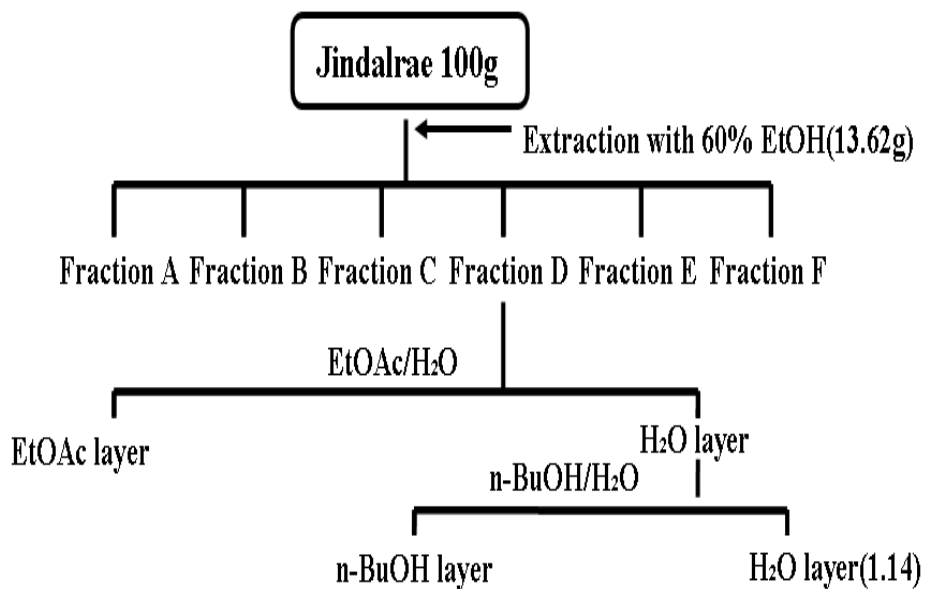 Jindalrae 100g
Extraction with 60% EtOH(13.62g)
Fraction A Fraction B Fraction C Fraction D Fraction E Fraction F
EtOAc/H₂O
EtOAc layer
H₂O layer
n-BuOH/H₂O
n-BuOH layer
H₂O layer(1.14)